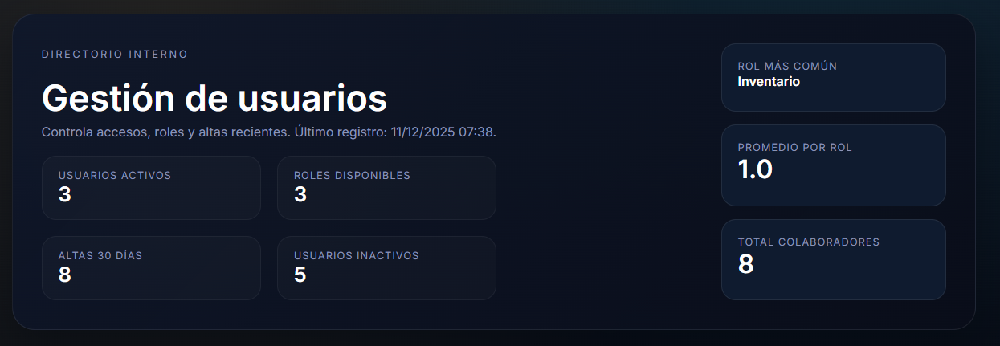 DIRECTORIO INTERNO
Gestión de usuarios
Controla accesos, roles y altas recientes. Último registro: 11/12/2025 07:38.
USUARIOS ACTIVOS
3
ROLES DISPONIBLES
3
ALTAS 30 DÍAS
8
USUARIOS INACTIVOS
5
ROL MÁS COMÚN
Inventario
PROMEDIO POR ROL
1.0
TOTAL COLABORADORES
8